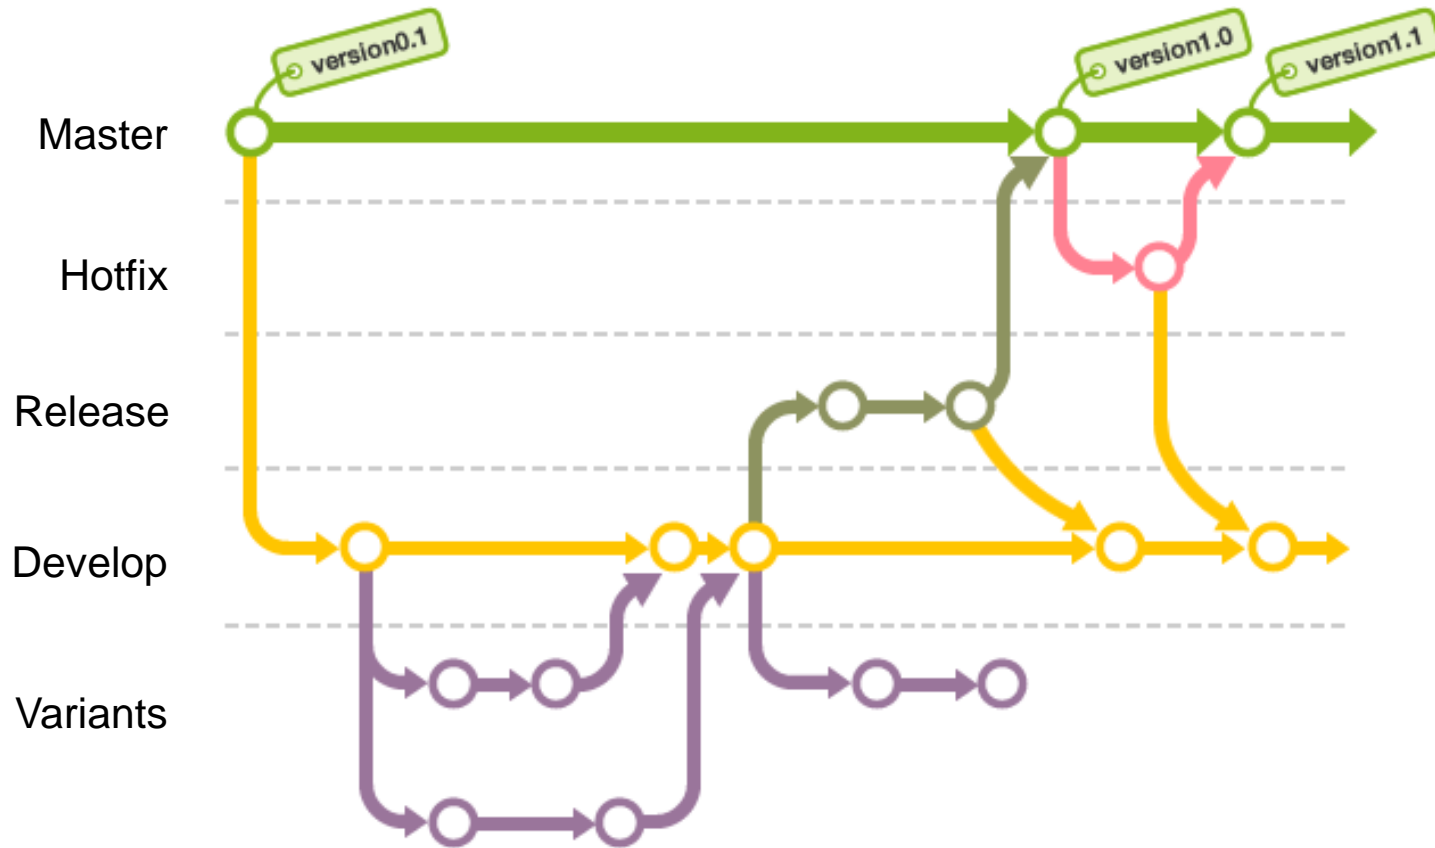 version0.1
version1.0
version1.1
Master
Hotfix
Release
Develop
Variants